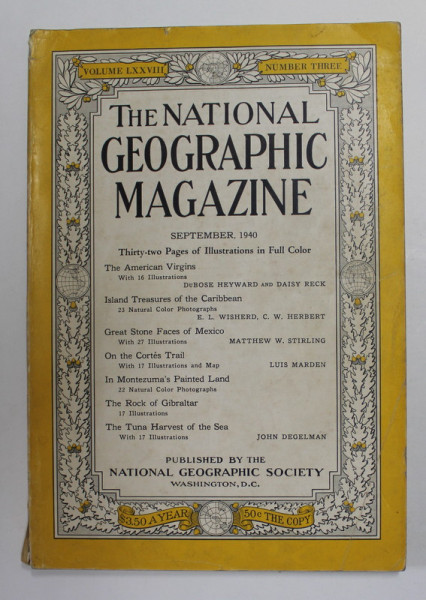 VOLUME LXXVIII
NUMBER THREE
THE NATIONAL
GEOGRAPHIC
MAGAZINE
SEPTEMBER, 1940
Thirty-two Pages of Illustrations in Full Color
The American Virgins
With 16 Illustrations
DUBOSE HEYWARD AND DAISY RECK
Island Treasures of the Caribbean
23 Natural Color Photographs
E. L. WISHERD, C. W. HERBERT
Great Stone Faces of Mexico
With 27 Illustrations MATTHEW W. STIRLING
On the Cortés Trail
With 17 Illustrations and Map LUIS MARDEN
In Montezuma's Painted Land
22 Natural Color Photographs
The Rock of Gibraltar
17 Illustrations
The Tuna Harvest of the Sea
With 17 Illustrations JOHN DEGELMAN
PUBLISHED BY THE
NATIONAL GEOGRAPHIC SOCIETY
WASHINGTON, D.C.
$3.50 A YEAR
50¢ THE COPY